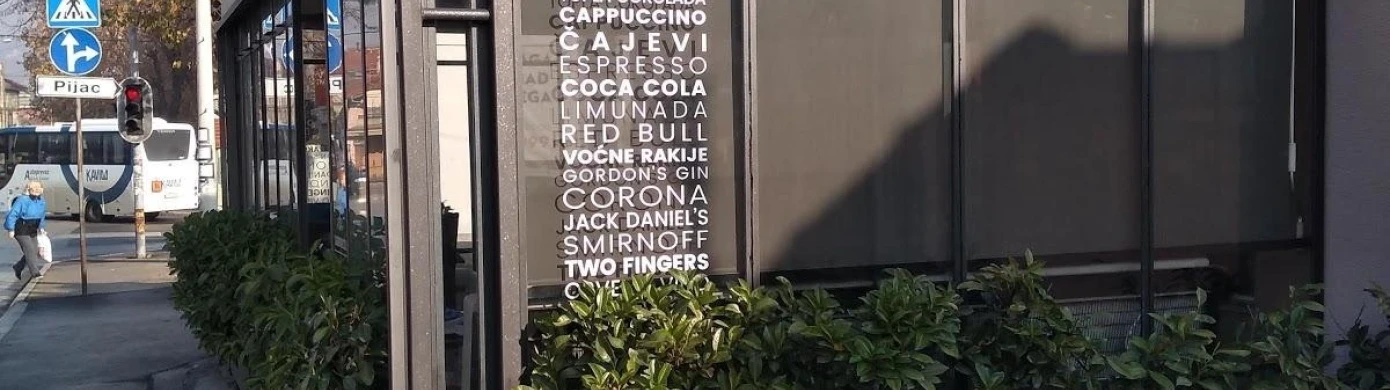 Pijac
KAVIM
CAPPUCCINO
ČAJEVI
ESPRESSO
COCA COLA
LIMUNADA
RED BULL
VOĆNE RAKIJE
GORDON'S GIN
CORONA
JACK DANIEL'S
SMIRNOFF
TWO FINGERS